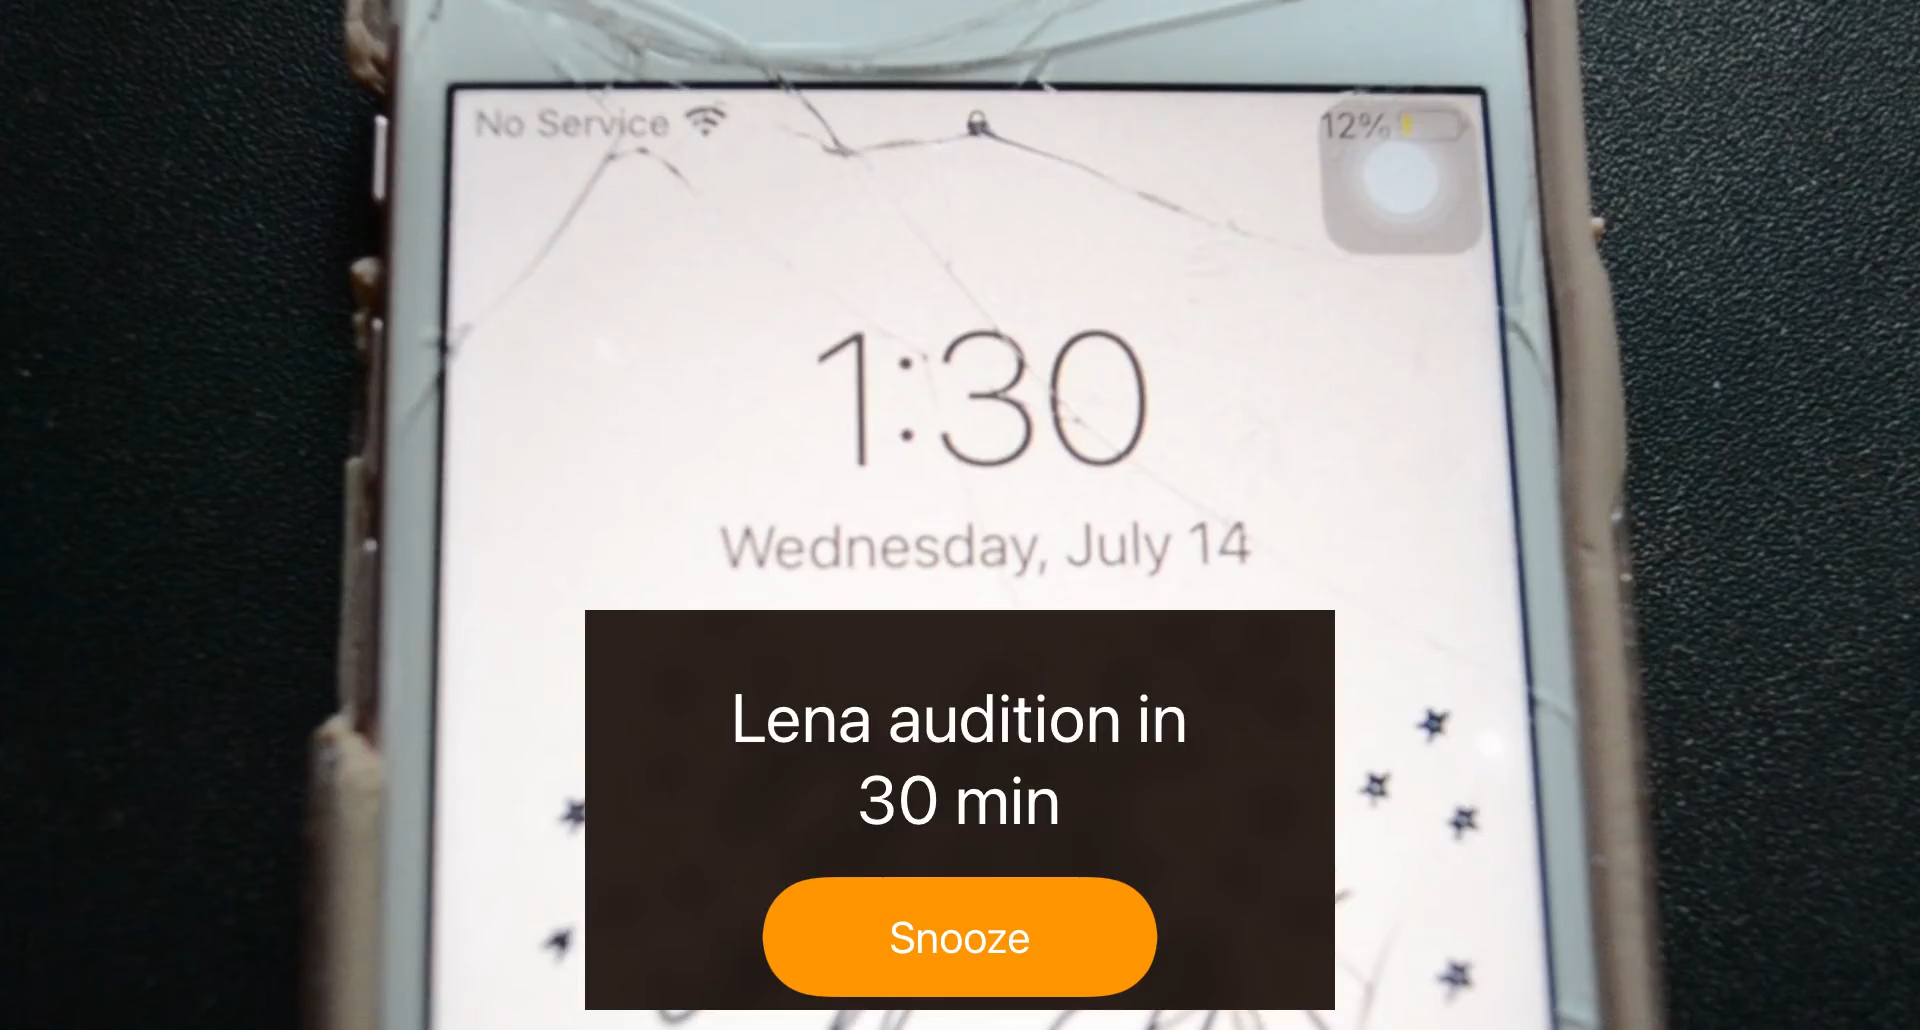 No Service
12%
1:30
Wednesday, July 14
Lena audition in
30 min
Snooze